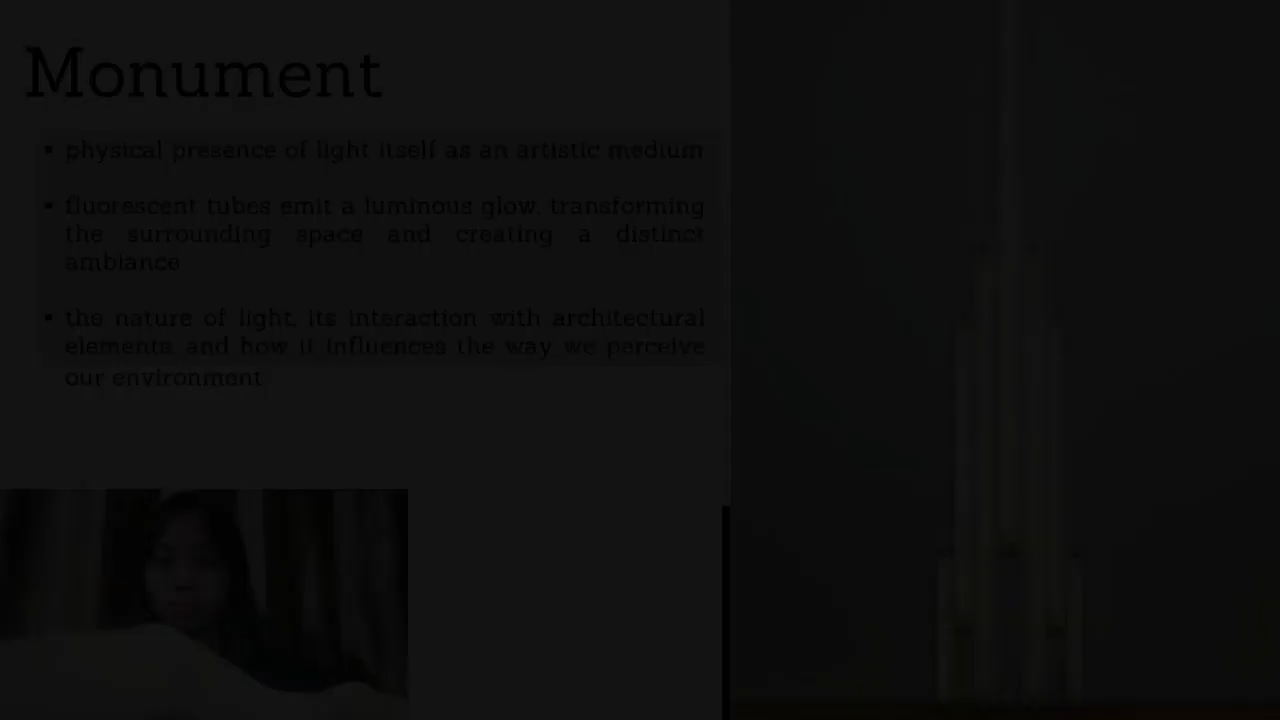 Monument
▪ physical presence of light itself as an artistic medium
▪ fluorescent tubes emit a luminous glow, transforming
the surrounding space and creating a distinct
ambiance
▪ the nature of light, its interaction with architectural
elements, and how it influences the way we perceive
our environment